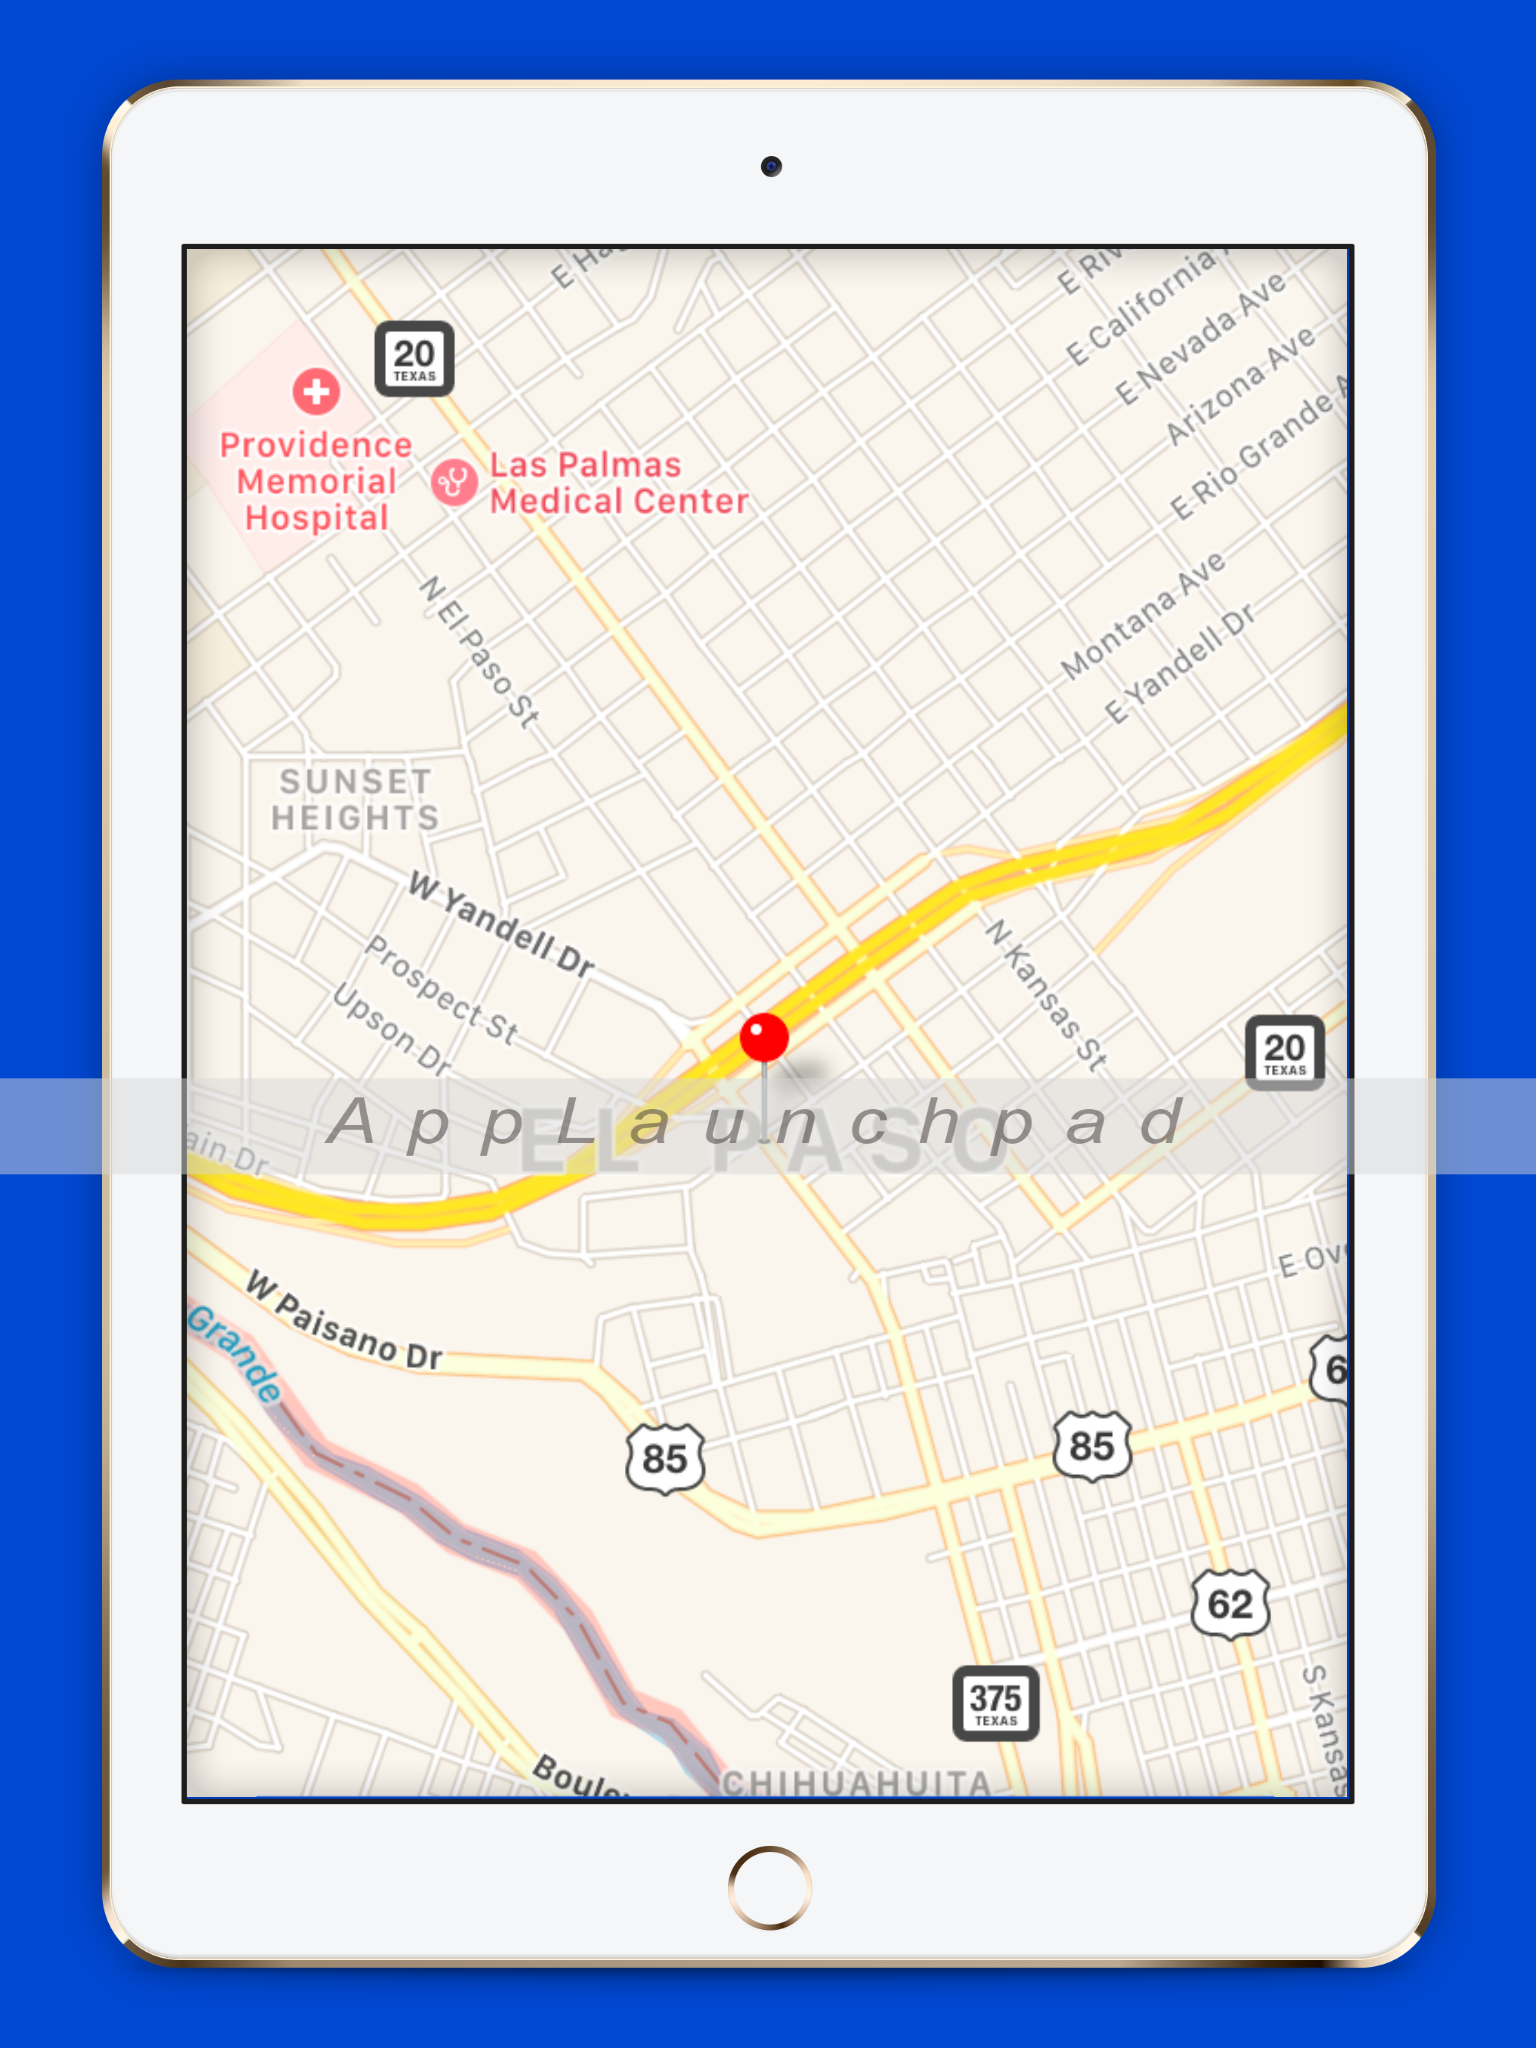 E Ha
E Riv
E California A
E Nevada Ave
Arizona Ave
E Rio Grande A
20
TEXAS
Providence
Memorial
Hospital
Las Palmas
Medical Center
N El Paso St
Montana Ave
E Yandell Dr
SUNSET
HEIGHTS
W Yandell Dr
Prospect St
Upson Dr
N Kansas St
20
TEXAS
AppLaunchpad
EL PASO
ain Dr
E Ov
W Paisano Dr
Grande
6
85
85
62
375
TEXAS
S Kansas
Boule
CHIHUAHUITA